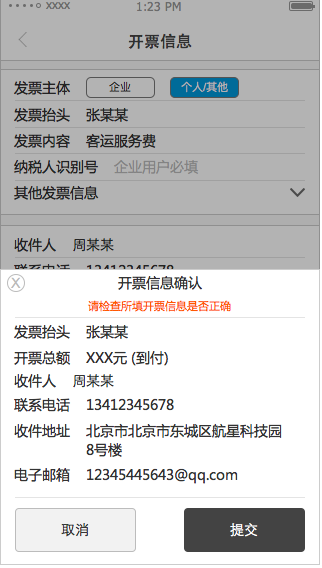 xxxx 1:23 PM
开票信息
发票主体 企业 个人/其他
发票抬头 张某某
发票内容 客运服务费
纳税人识别号 企业用户必填
其他发票信息
收件人 周某某
联系电话 13412345678
X 开票信息确认
请检查所填开票信息是否正确
发票抬头 张某某
开票总额 XXX元 (到付)
收件人 周某某
联系电话 13412345678
收件地址 北京市北京市东城区航星科技园
8号楼
电子邮箱 12345445643@qq.com
取消 提交